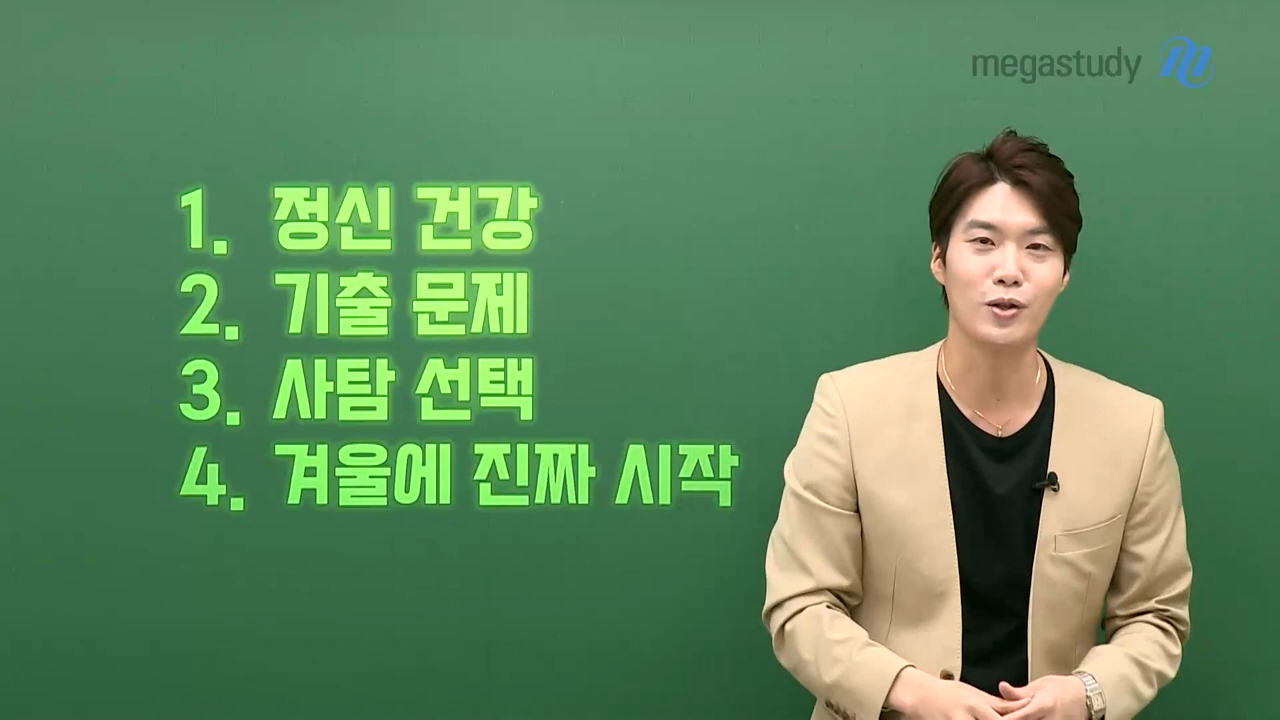 megastudy
1. 정신 건강
2. 기출 문제
3. 사탐 선택
4. 겨울에 진짜 시작